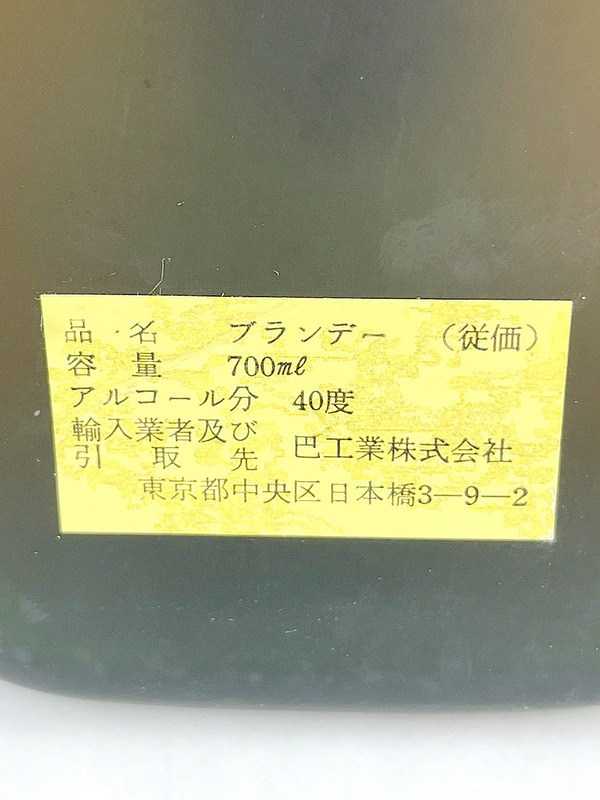 品名 ブランデー (従価)
容量 700ml
アルコール分 40度
輸入業者及び
引取先 巴工業株式会社
東京都中央区日本橋3-9-2